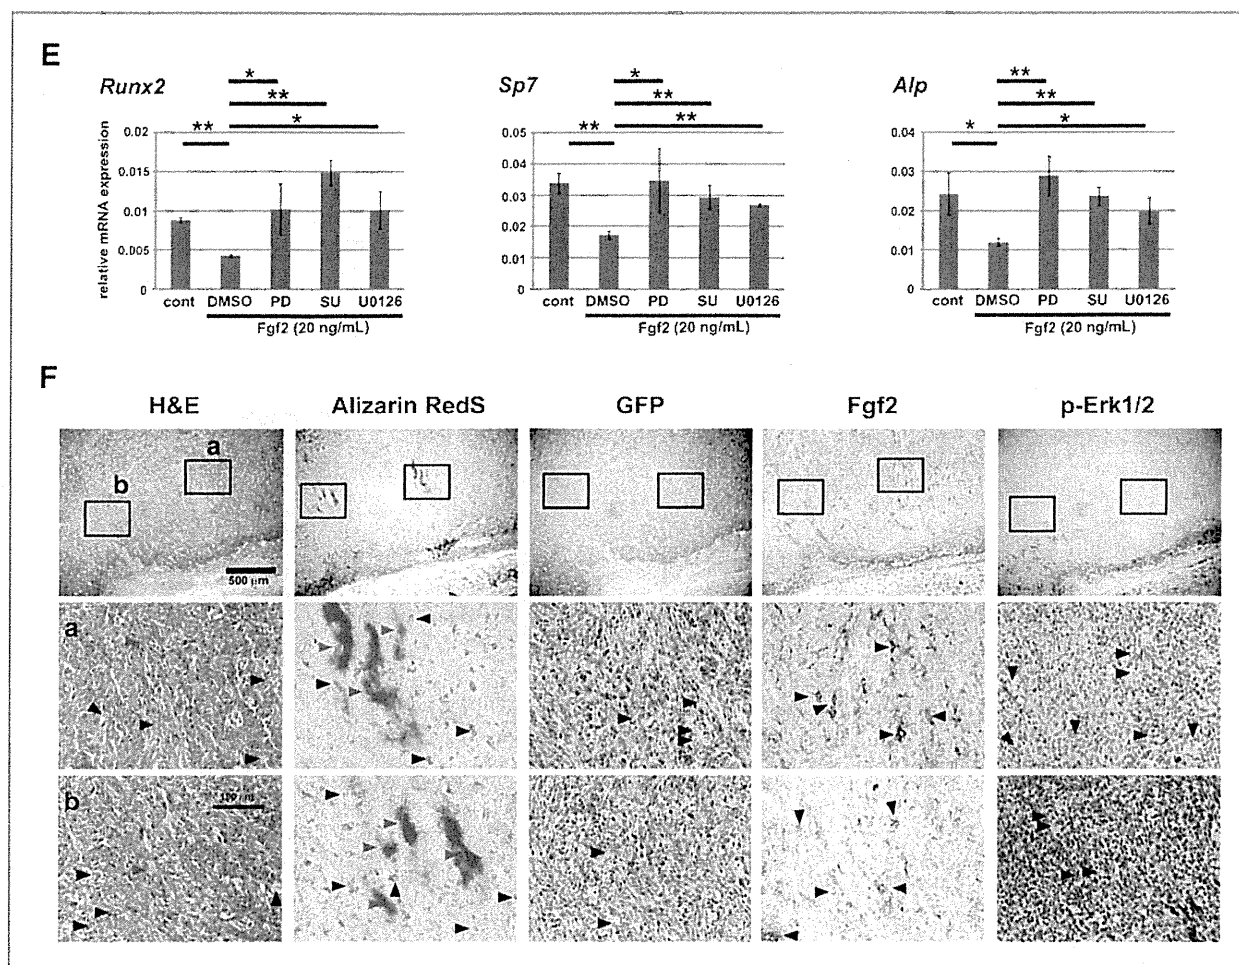 E
Runx2
Sp7
Alp
* * **
** ** **
** * ** ** * *
relative mRNA expression
0.02
0.015
0.01
0.005
0
cont DMSO PD SU U0126
Fgf2 (20 ng/mL)
0.05
0.04
0.03
0.02
0.01
0
cont DMSO PD SU U0126
Fgf2 (20 ng/mL)
0.04
0.03
0.02
0.01
0
cont DMSO PD SU U0126
Fgf2 (20 ng/mL)
F
H&E Alizarin RedS GFP Fgf2 p-Erk1/2
a
b
500 μm
a
b
100 μm